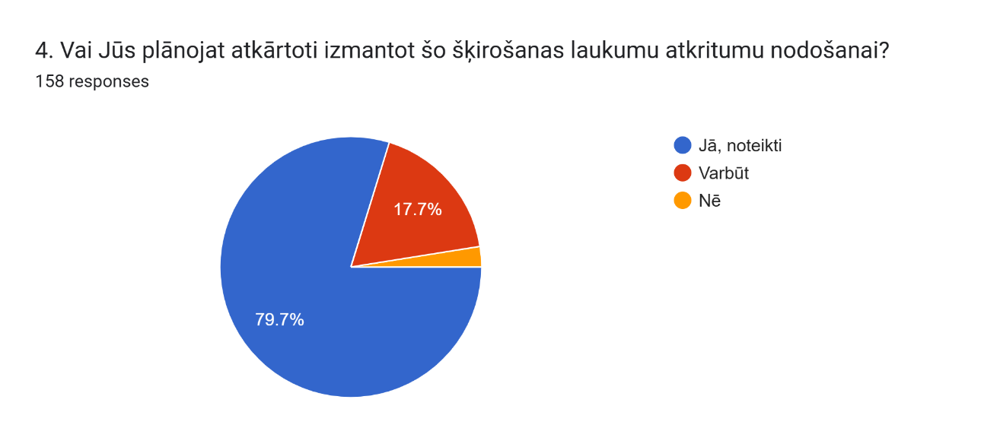 4. Vai Jūs plānojat atkārtoti izmantot šo šķirošanas laukumu atkritumu nodošanai?
158 responses
Jā, noteikti
Varbūt
Nē
17.7%
79.7%